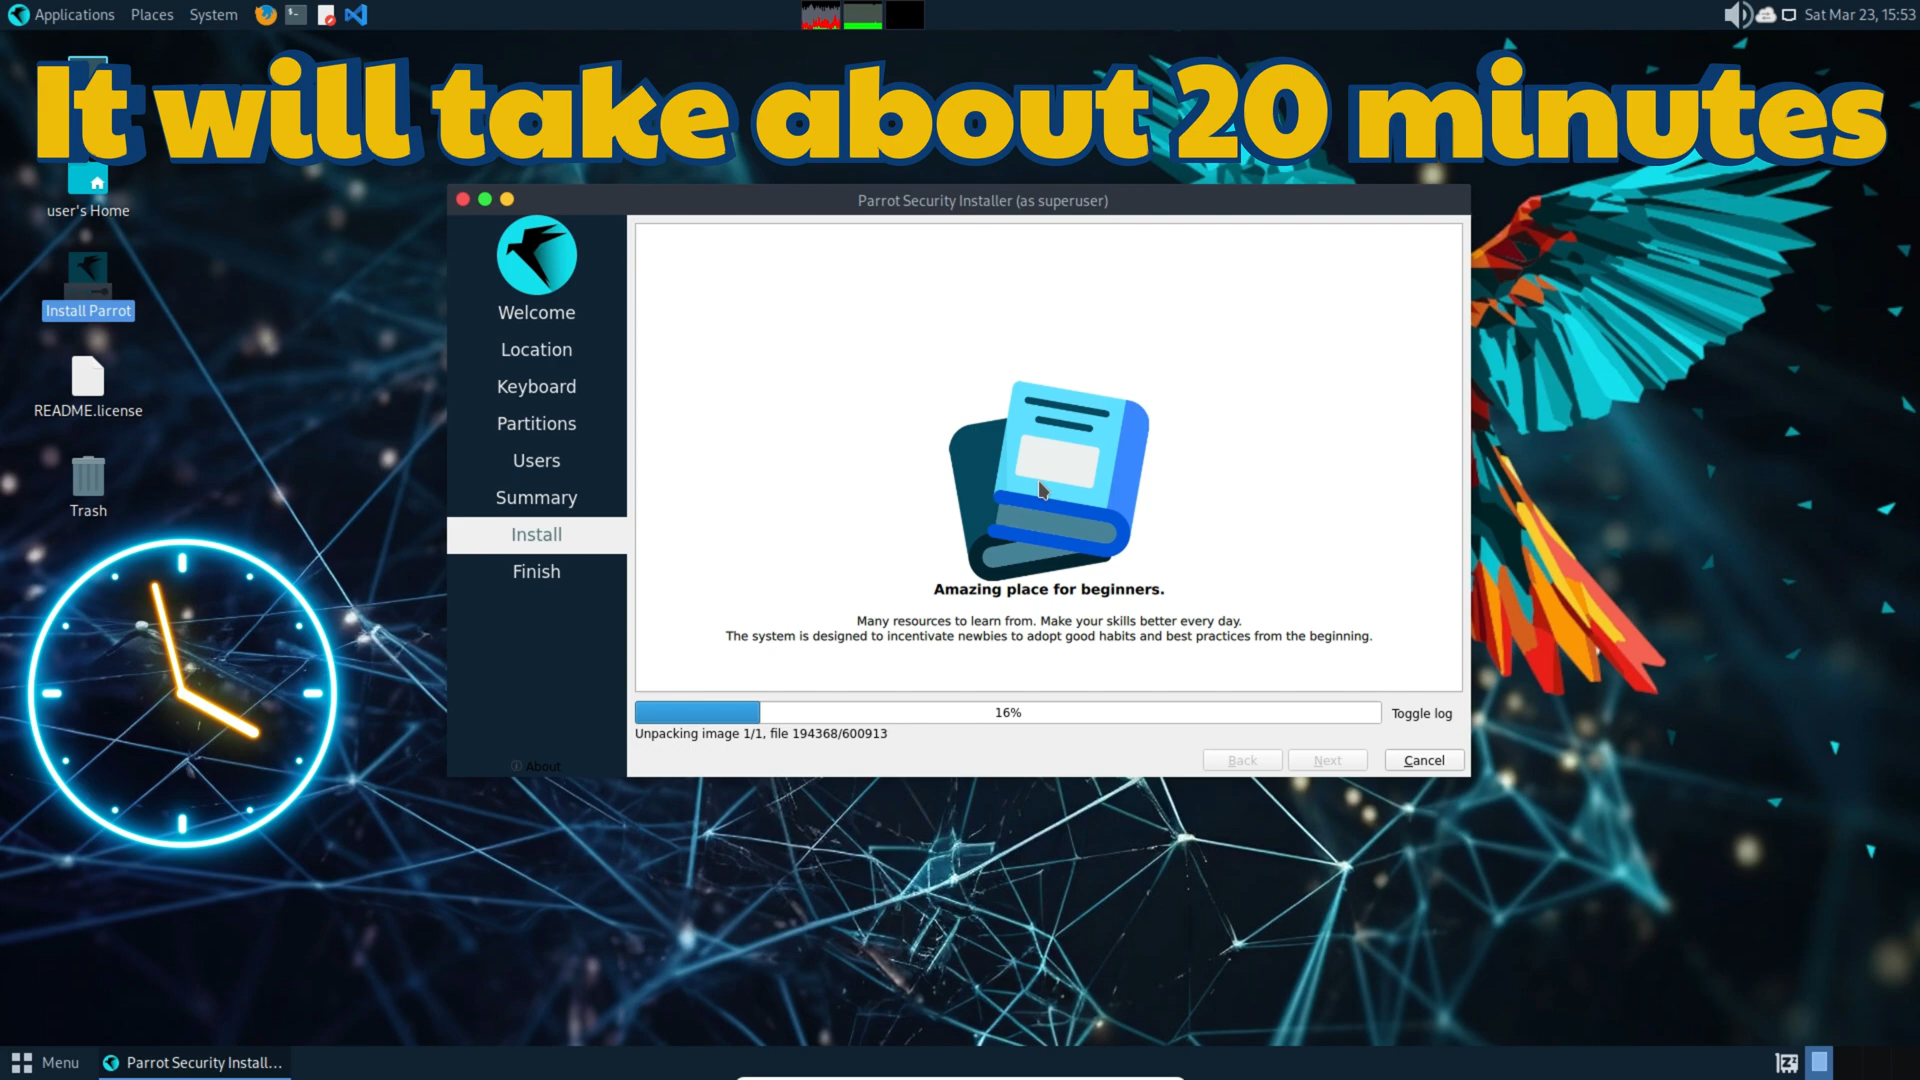 Applications Places System
Sat Mar 23, 15:53
It will take about 20 minutes
user's Home
Install Parrot
README.license
Trash
Parrot Security Installer (as superuser)
Welcome
Location
Keyboard
Partitions
Users
Summary
Install
Finish
About
Amazing place for beginners.
Many resources to learn from. Make your skills better every day.
The system is designed to incentivate newbies to adopt good habits and best practices from the beginning.
16%
Toggle log
Unpacking image 1/1, file 194368/600913
Back Next Cancel
Menu Parrot Security Install...